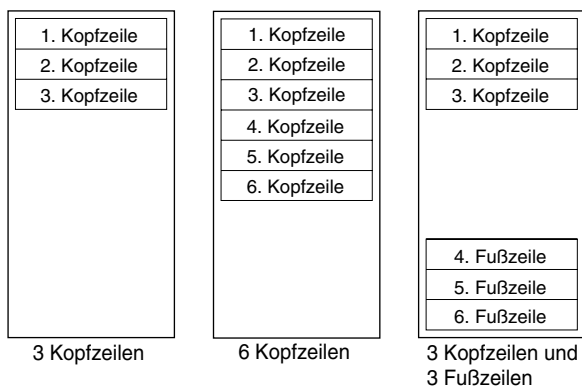 1. Kopfzeile
2. Kopfzeile
3. Kopfzeile
3 Kopfzeilen
1. Kopfzeile
2. Kopfzeile
3. Kopfzeile
4. Kopfzeile
5. Kopfzeile
6. Kopfzeile
6 Kopfzeilen
1. Kopfzeile
2. Kopfzeile
3. Kopfzeile
4. Fußzeile
5. Fußzeile
6. Fußzeile
3 Kopfzeilen und
3 Fußzeilen